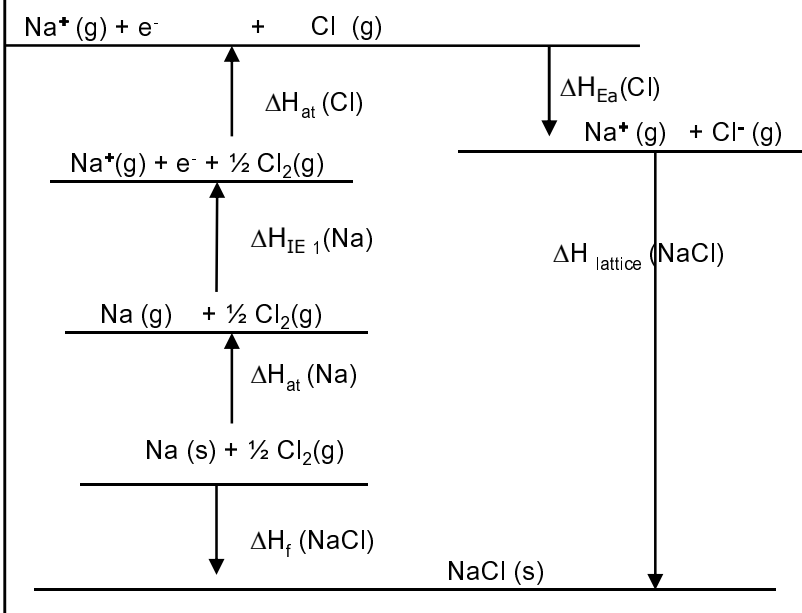 Na⁺ (g) + e⁻ + Cl (g)
ΔH_at (Cl)
ΔH_Ea(Cl)
Na⁺ (g) + Cl⁻ (g)
Na⁺(g) + e⁻ + ½ Cl₂(g)
ΔH_IE 1(Na)
ΔH lattice (NaCl)
Na (g) + ½ Cl₂(g)
ΔH_at (Na)
Na (s) + ½ Cl₂(g)
ΔH_f (NaCl)
NaCl (s)